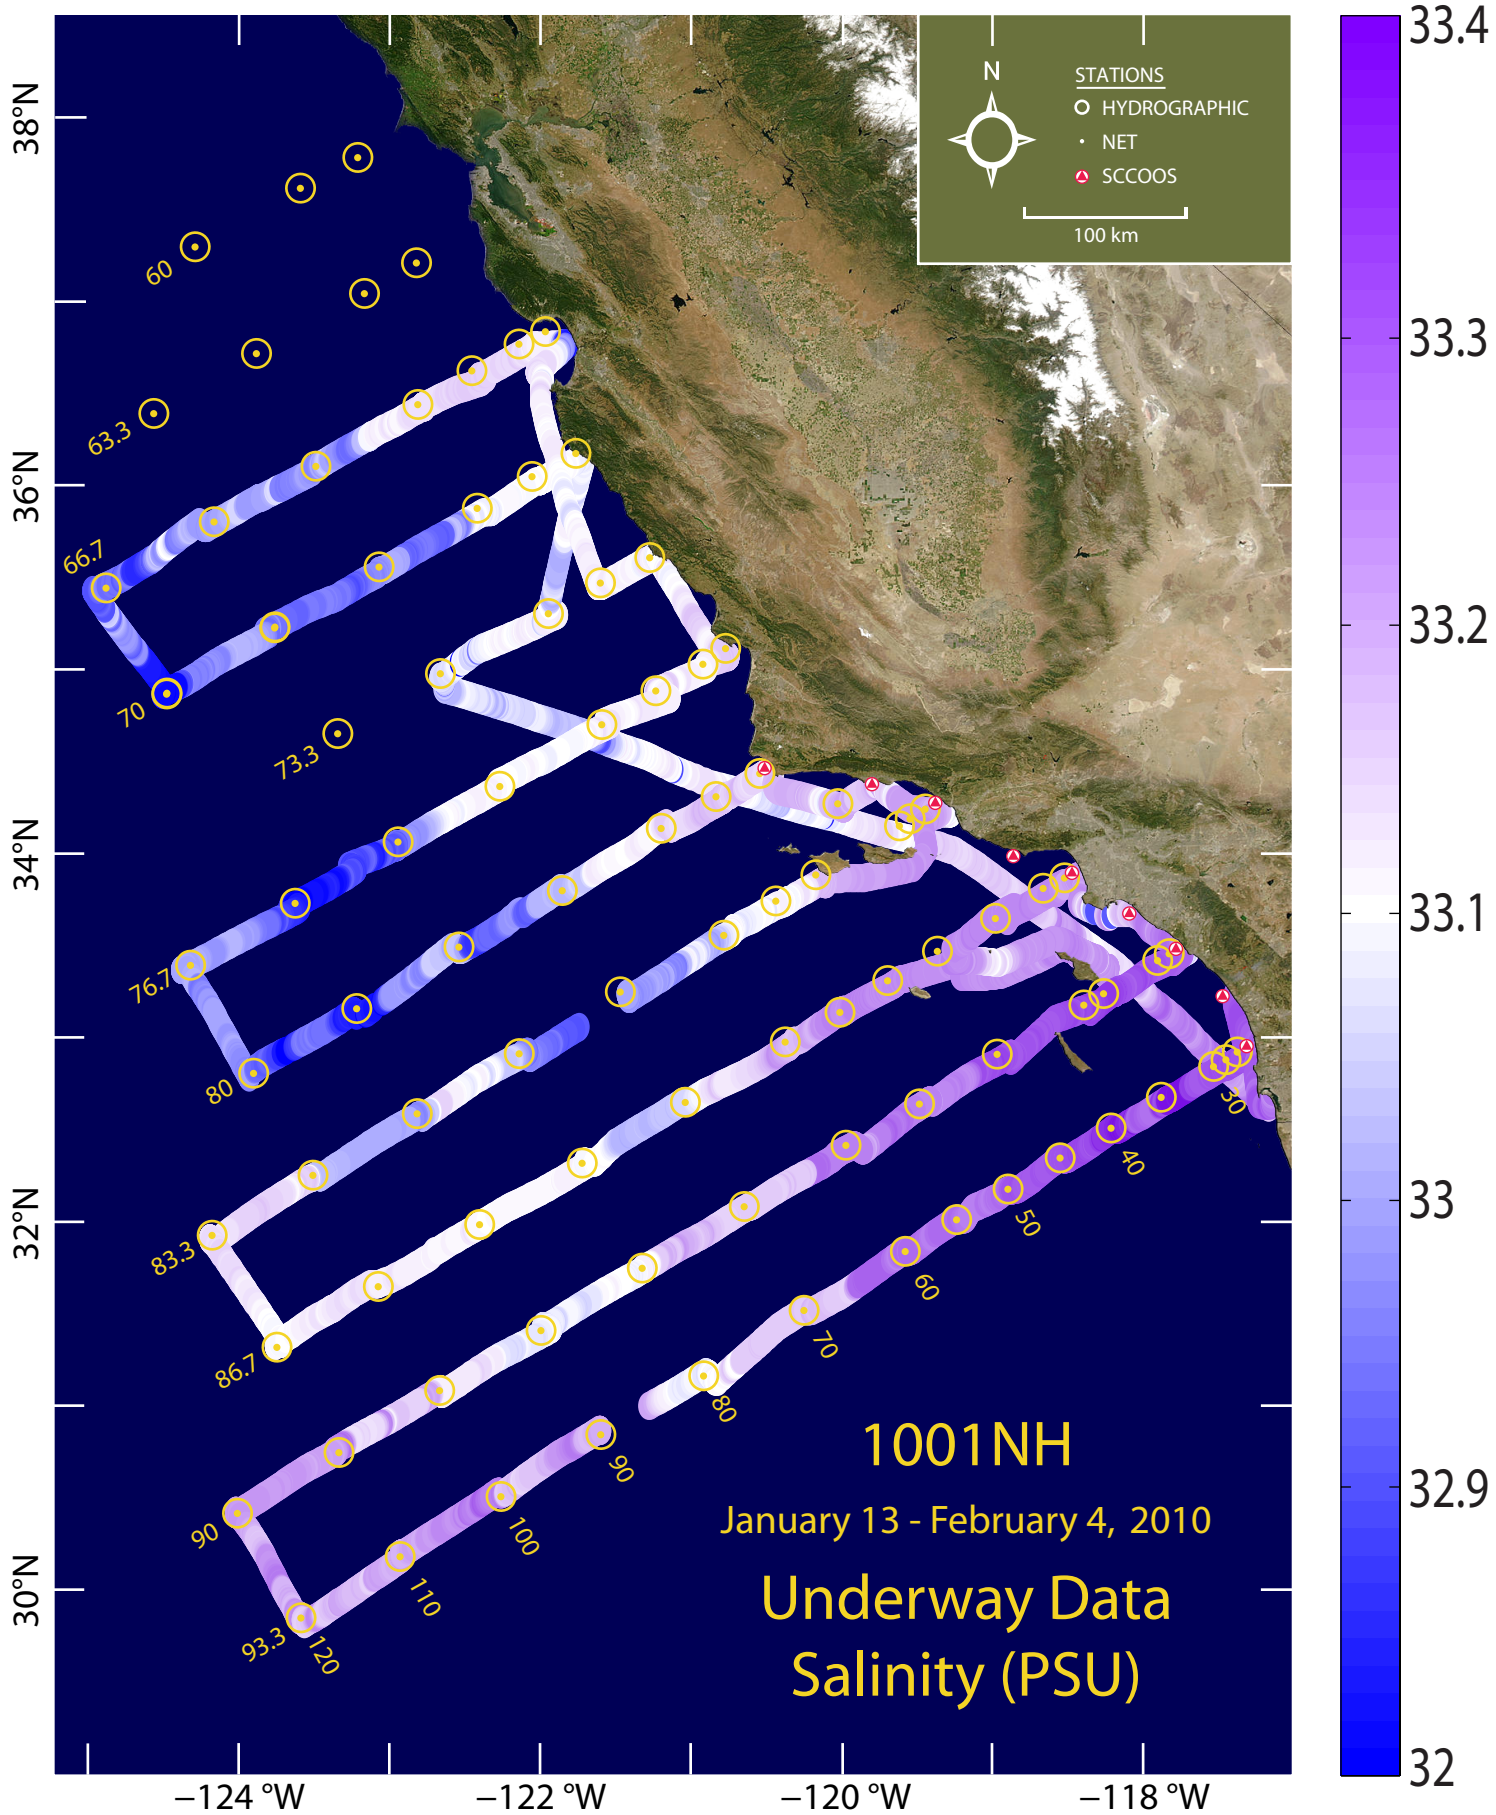 N
STATIONS
HYDROGRAPHIC
NET
SCCOOS
100 km
38°N
36°N
34°N
32°N
30°N
60
63.3
66.7
70
73.3
76.7
80
83.3
86.7
90
93.3
30
40
50
60
70
80
90
100
110
120
1001NH
January 13 - February 4, 2010
Underway Data
Salinity (PSU)
−124 °W
−122 °W
−120 °W
−118 °W
33.4
33.3
33.2
33.1
33
32.9
32